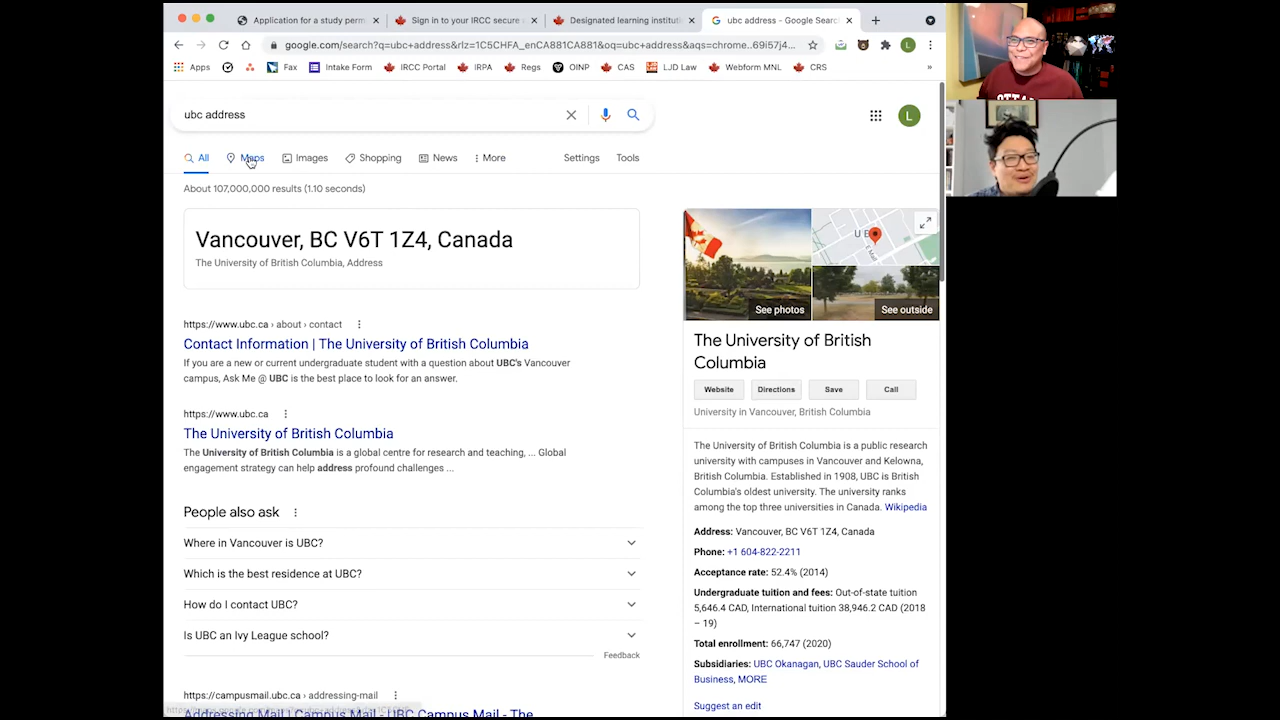 Application for a study perm
Sign in to your IRCC secure
Designated learning instituti
ubc address - Google Searc
google.com/search?q=ubc+address&rlz=1C5CHFA_enCA881CA881&oq=ubc+address&aqs=chrome..69i57j4...
L
Apps
Fax
Intake Form
IRCC Portal
IRPA
Regs
OINP
CAS
LJD Law
Webform MNL
CRS
»
ubc address
L
All
Maps
Images
Shopping
News
More
Settings
Tools
About 107,000,000 results (1.10 seconds)
Vancouver, BC V6T 1Z4, Canada
The University of British Columbia, Address
https://www.ubc.ca › about › contact
Contact Information | The University of British Columbia
If you are a new or current undergraduate student with a question about UBC's Vancouver
campus, Ask Me @ UBC is the best place to look for an answer.
https://www.ubc.ca
The University of British Columbia
The University of British Columbia is a global centre for research and teaching, ... Global
engagement strategy can help address profound challenges ...
People also ask
Where in Vancouver is UBC?
Which is the best residence at UBC?
How do I contact UBC?
Is UBC an Ivy League school?
Feedback
https://campusmail.ubc.ca › addressing-mail
Addressing Mail | Campus Mail - UBC Campus Mail - The
See photos
See outside
The University of British
Columbia
Website
Directions
Save
Call
University in Vancouver, British Columbia
The University of British Columbia is a public research
university with campuses in Vancouver and Kelowna,
British Columbia. Established in 1908, UBC is British
Columbia's oldest university. The university ranks
among the top three universities in Canada. Wikipedia
Address: Vancouver, BC V6T 1Z4, Canada
Phone: +1 604-822-2211
Acceptance rate: 52.4% (2014)
Undergraduate tuition and fees: Out-of-state tuition
5,646.4 CAD, International tuition 38,946.2 CAD (2018
– 19)
Total enrollment: 66,747 (2020)
Subsidiaries: UBC Okanagan, UBC Sauder School of
Business, MORE
Suggest an edit